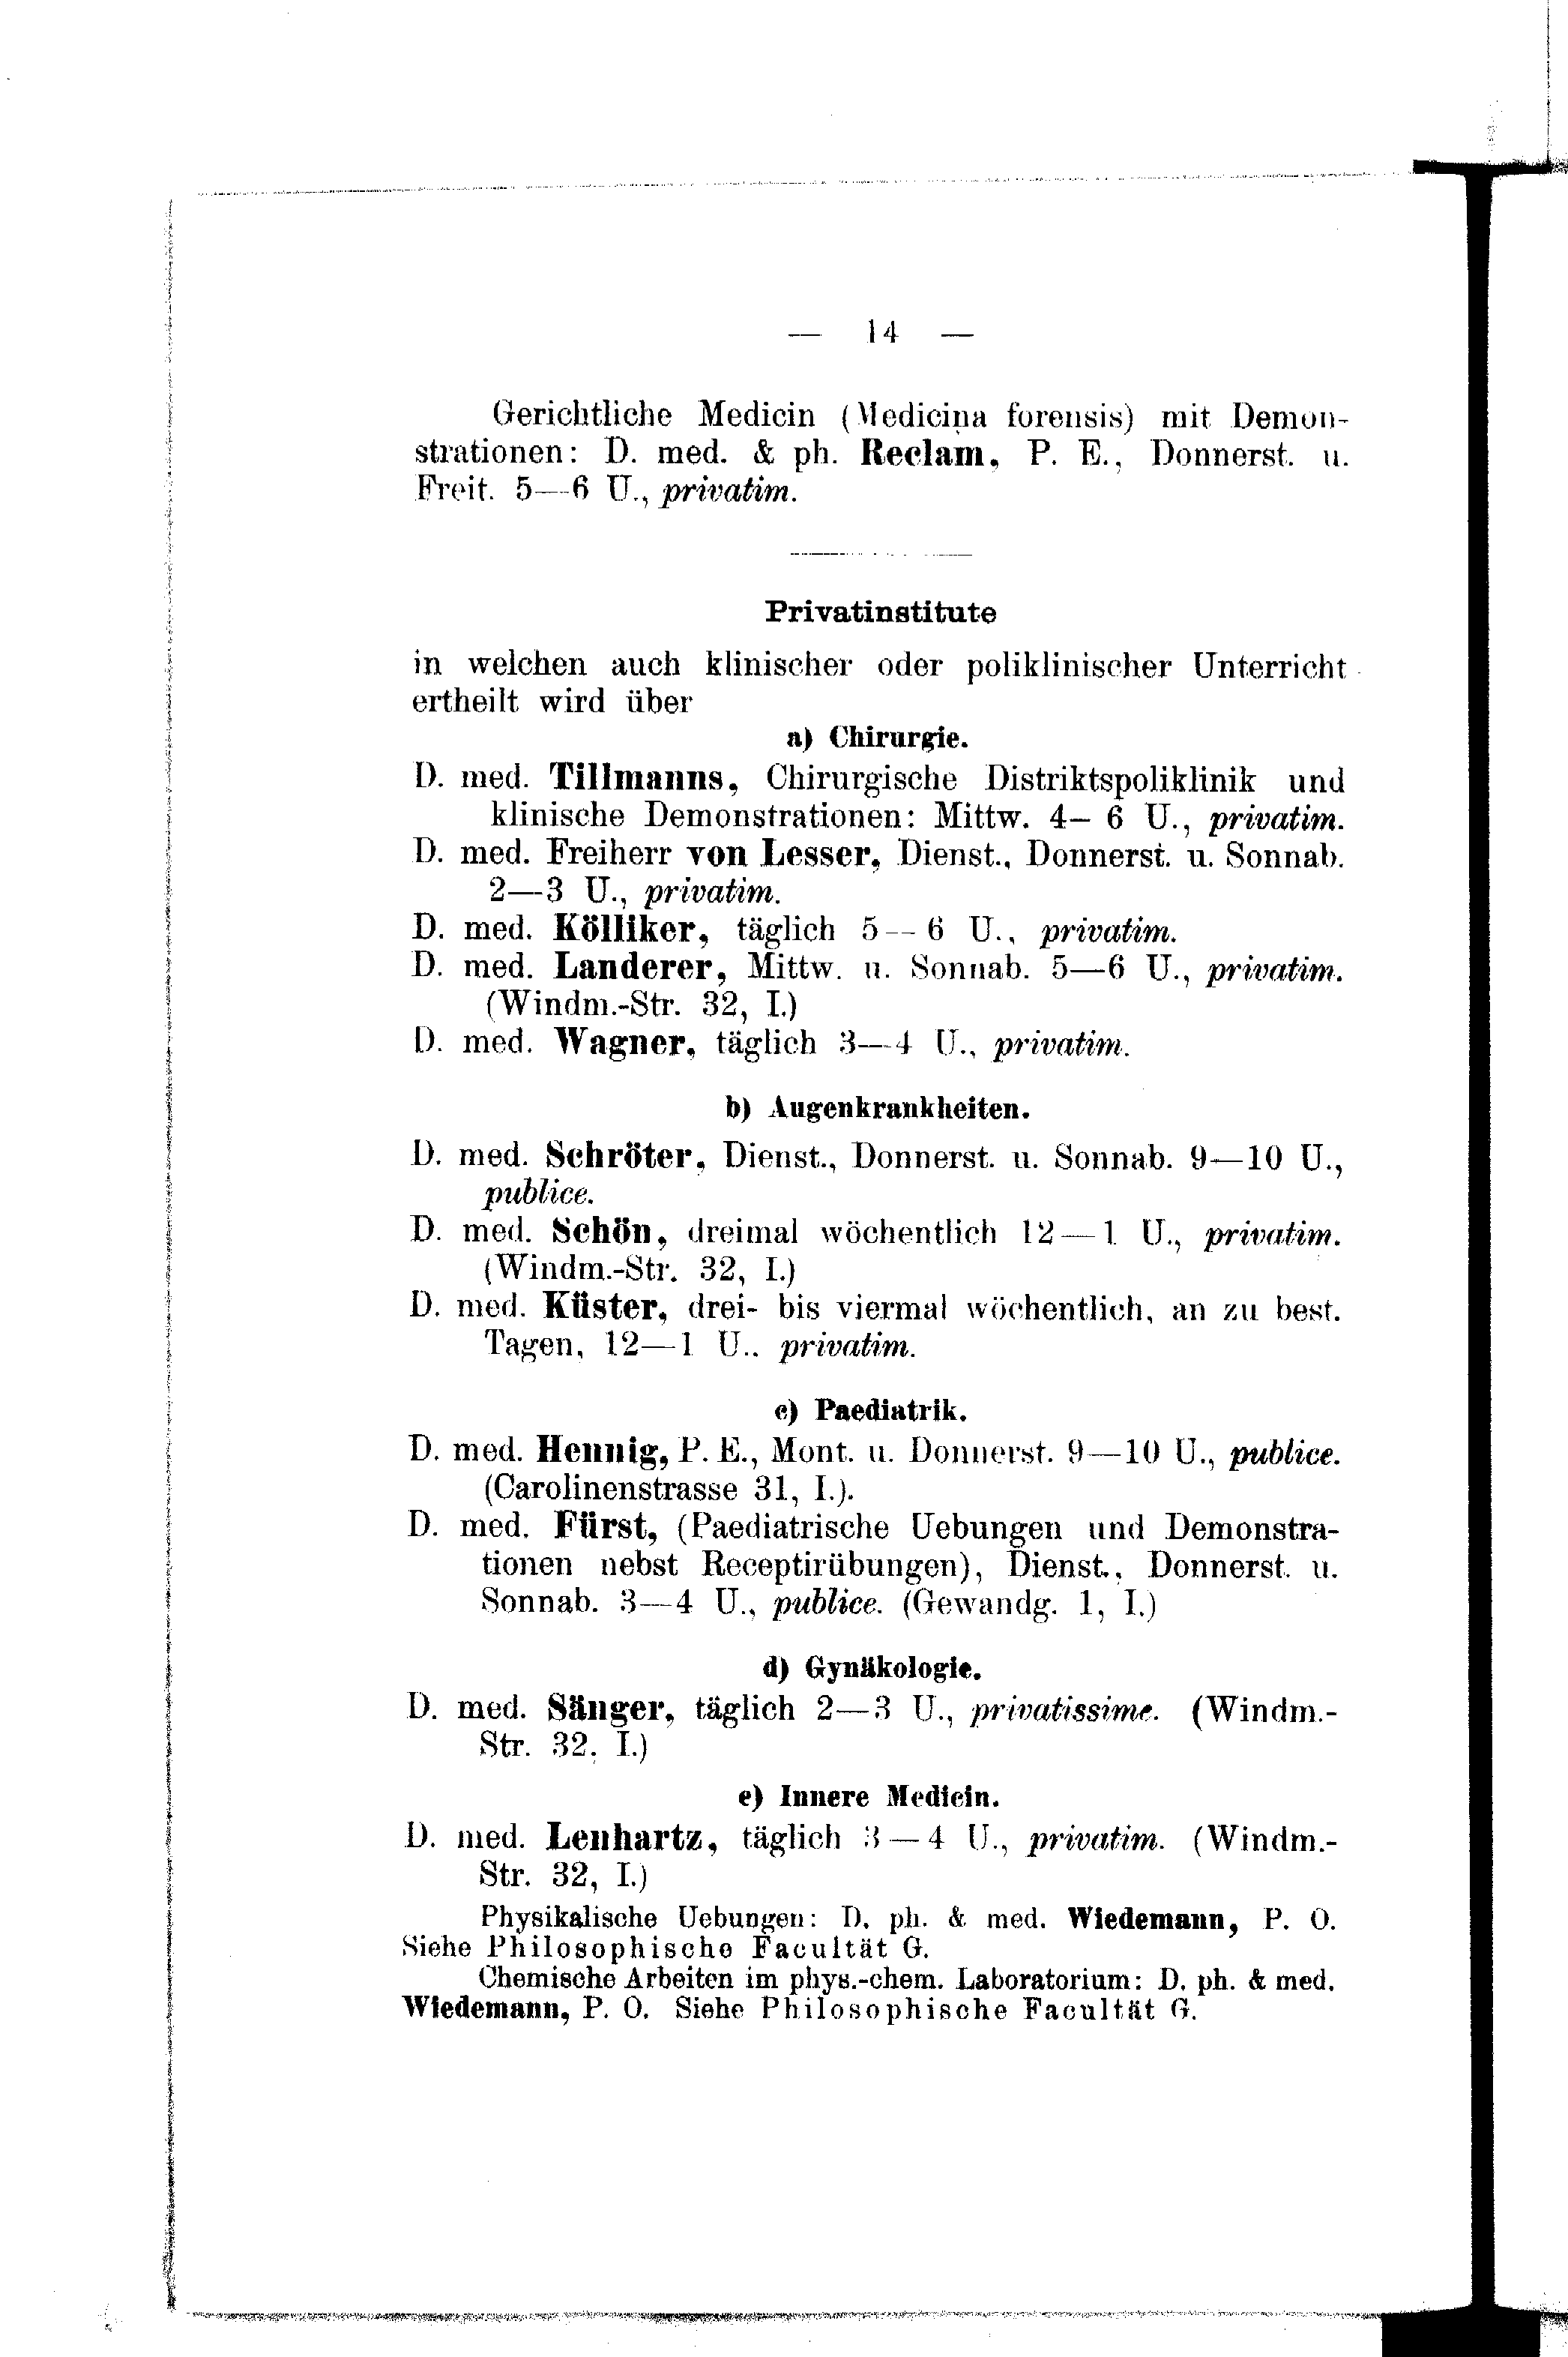 — 14 —
Gerichtliche Medicin (Medicina forensis) mit Demon-
strationen: D. med. & ph. Reclam, P. E., Donnerst. u.
Freit. 5—6 U., privatim.
Privatinstitute
in welchen auch klinischer oder poliklinischer Unterricht
ertheilt wird über
a) Chirurgie.
D. med. Tillmanns, Chirurgische Distriktspoliklinik und
klinische Demonstrationen: Mittw. 4—6 U., privatim.
D. med. Freiherr von Lesser, Dienst., Donnerst. u. Sonnab.
2—3 U., privatim.
D. med. Kölliker, täglich 5—6 U., privatim.
D. med. Landerer, Mittw. u. Sonnab. 5—6 U., privatim.
(Windm.-Str. 32, I.)
D. med. Wagner, täglich 3—4 U., privatim.
b) Augenkrankheiten.
D. med. Schröter, Dienst., Donnerst. u. Sonnab. 9—10 U.,
publice.
D. med. Schön, dreimal wöchentlich 12—1 U., privatim.
(Windm.-Str. 32, I.)
D. med. Küster, drei- bis viermal wöchentlich, an zu best.
Tagen, 12—1 U.. privatim.
c) Paediatrik.
D. med. Hennig, P. E., Mont. u. Donnerst. 9—10 U., publice.
(Carolinenstrasse 31, I.).
D. med. Fürst, (Paediatrische Uebungen und Demonstra-
tionen nebst Receptirübungen), Dienst., Donnerst. u.
Sonnab. 3—4 U., publice. (Gewandg. 1, I.)
d) Gynäkologie.
D. med. Sänger, täglich 2—3 U., privatissime. (Windm.-
Str. 32, I.)
e) Innere Medicin.
D. med. Lenhartz, täglich 3—4 U., privatim. (Windm.-
Str. 32, I.)
Physikalische Uebungen: D. ph. & med. Wiedemann, P. O.
Siehe Philosophische Facultät G.
Chemische Arbeiten im phys.-chem. Laboratorium: D. ph. & med.
Wiedemann, P. O. Siehe Philosophische Facultät G.